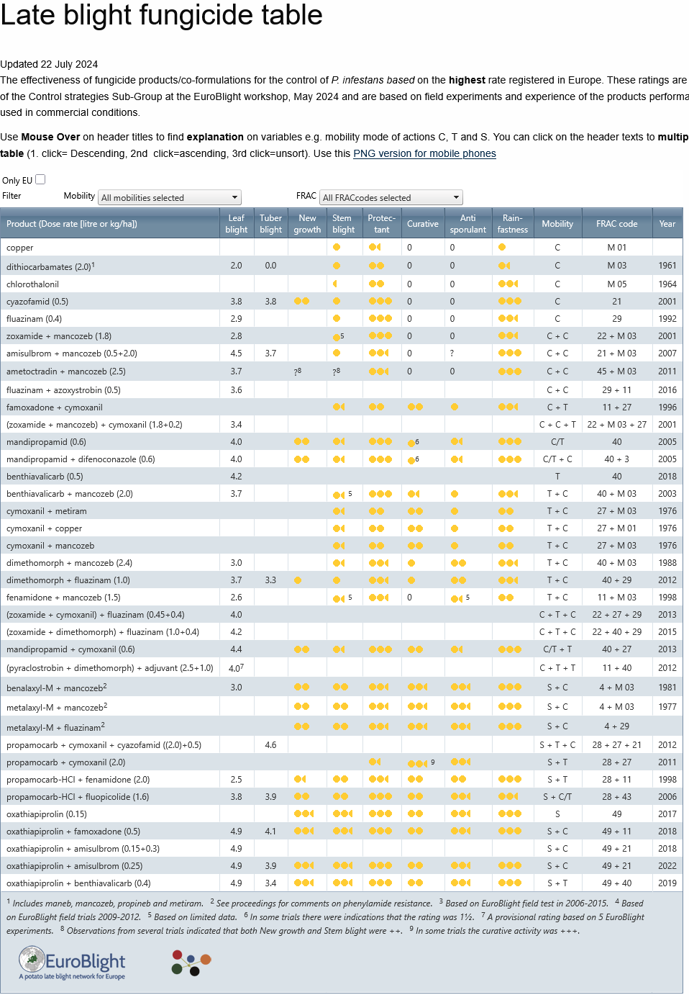 Late blight fungicide table
Updated 22 July 2024
The effectiveness of fungicide products/co-formulations for the control of P. infestans based on the highest rate registered in Europe. These ratings are
of the Control strategies Sub-Group at the EuroBlight workshop, May 2024 and are based on field experiments and experience of the products performa
used in commercial conditions.
Use Mouse Over on header titles to find explanation on variables e.g. mobility mode of actions C, T and S. You can click on the header texts to multip
table (1. click= Descending, 2nd click=ascending, 3rd click=unsort). Use this PNG version for mobile phones
Only EU
Filter Mobility All mobilities selected FRAC All FRACcodes selected
Product (Dose rate [litre or kg/ha]) Leaf blight Tuber blight New growth Stem blight Protec-tant Curative Anti sporulant Rain-fastness Mobility FRAC code Year
copper 0 0 C M 01
dithiocarbamates (2.0)1 2.0 0.0 0 0 C M 03 1961
chlorothalonil 0 0 C M 05 1964
cyazofamid (0.5) 3.8 3.8 0 0 C 21 2001
fluazinam (0.4) 2.9 0 0 C 29 1992
zoxamide + mancozeb (1.8) 2.8 5 0 0 C + C 22 + M 03 2001
amisulbrom + mancozeb (0.5+2.0) 4.5 3.7 0 ? C + C 21 + M 03 2007
ametoctradin + mancozeb (2.5) 3.7 ?8 ?8 0 0 C + C 45 + M 03 2011
fluazinam + azoxystrobin (0.5) 3.6 C + C 29 + 11 2016
famoxadone + cymoxanil C + T 11 + 27 1996
(zoxamide + mancozeb) + cymoxanil (1.8+0.2) 3.4 C + C + T 22 + M 03 + 27 2001
mandipropamid (0.6) 4.0 6 C/T 40 2005
mandipropamid + difenoconazole (0.6) 4.0 6 C/T + C 40 + 3 2005
benthiavalicarb (0.5) 4.2 T 40 2018
benthiavalicarb + mancozeb (2.0) 3.7 5 T + C 40 + M 03 2003
cymoxanil + metiram T + C 27 + M 03 1976
cymoxanil + copper T + C 27 + M 01 1976
cymoxanil + mancozeb T + C 27 + M 03 1976
dimethomorph + mancozeb (2.4) 3.0 T + C 40 + M 03 1988
dimethomorph + fluazinam (1.0) 3.7 3.3 T + C 40 + 29 2012
fenamidone + mancozeb (1.5) 2.6 5 0 5 T + C 11 + M 03 1998
(zoxamide + cymoxanil) + fluazinam (0.45+0.4) 4.0 C + T + C 22 + 27 + 29 2013
(zoxamide + dimethomorph) + fluazinam (1.0+0.4) 4.2 C + T + C 22 + 40 + 29 2015
mandipropamid + cymoxanil (0.6) 4.4 C/T + T 40 + 27 2013
(pyraclostrobin + dimethomorph) + adjuvant (2.5+1.0) 4.07 C + T + T 11 + 40 2012
benalaxyl-M + mancozeb2 3.0 S + C 4 + M 03 1981
metalaxyl-M + mancozeb2 S + C 4 + M 03 1977
metalaxyl-M + fluazinam2 S + C 4 + 29
propamocarb + cymoxanil + cyazofamid ((2.0)+0.5) 4.6 S + T + C 28 + 27 + 21 2012
propamocarb + cymoxanil (2.0) 9 S + T 28 + 27 2011
propamocarb-HCl + fenamidone (2.0) 2.5 S + T 28 + 11 1998
propamocarb-HCl + fluopicolide (1.6) 3.8 3.9 S + C/T 28 + 43 2006
oxathiapiprolin (0.15) S 49 2017
oxathiapiprolin + famoxadone (0.5) 4.9 4.1 S + C 49 + 11 2018
oxathiapiprolin + amisulbrom (0.15+0.3) 4.9 S + C 49 + 21 2018
oxathiapiprolin + amisulbrom (0.25) 4.9 3.9 S + C 49 + 21 2022
oxathiapiprolin + benthiavalicarb (0.4) 4.9 3.4 S + T 49 + 40 2019
1 Includes maneb, mancozeb, propineb and metiram. 2 See proceedings for comments on phenylamide resistance. 3 Based on EuroBlight field test in 2006-2015. 4 Based
on EuroBlight field trials 2009-2012. 5 Based on limited data. 6 In some trials there were indications that the rating was 1½. 7 A provisional rating based on 5 EuroBlight
experiments. 8 Observations from several trials indicated that both New growth and Stem blight were ++. 9 In some trials the curative activity was +++.
EuroBlight
A potato late blight network for Europe